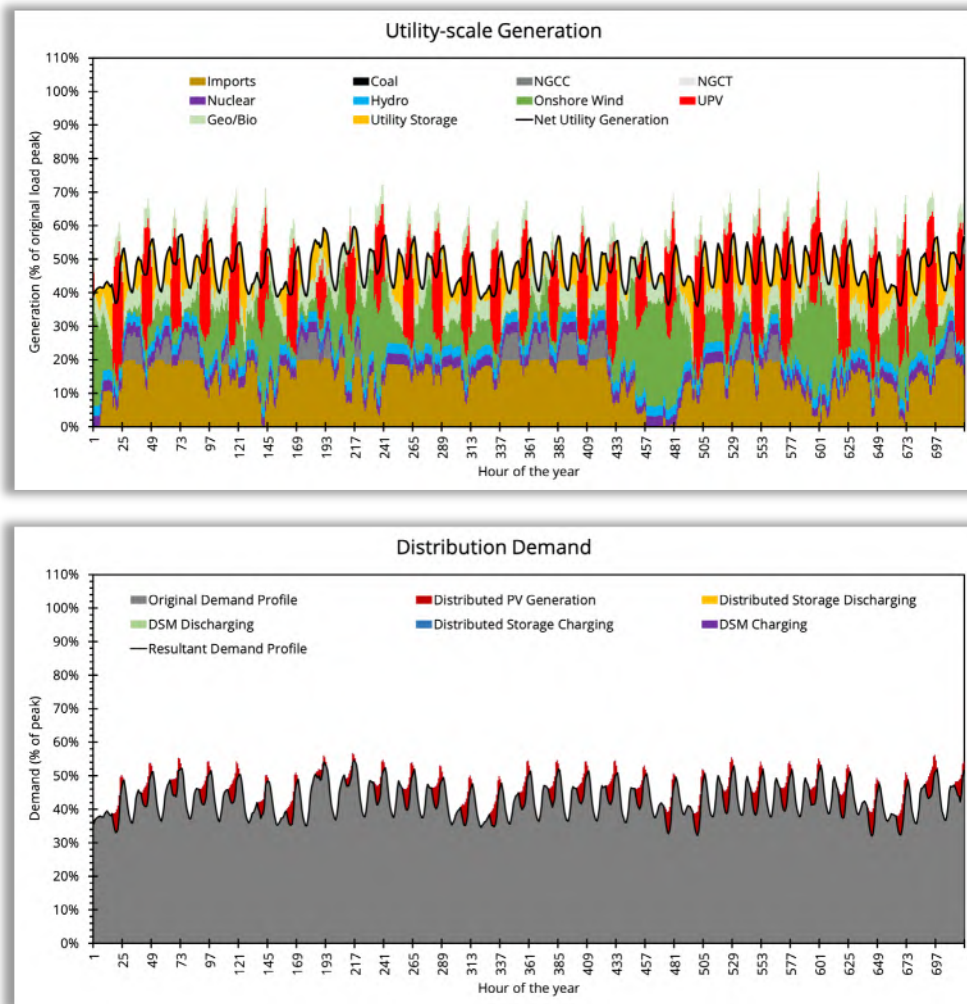 Utility-scale Generation
110%
100%
90%
80%
70%
60%
50%
40%
30%
20%
10%
0%
Generation (% of original load peak)
Imports Coal NGCC NGCT
Nuclear Hydro Onshore Wind UPV
Geo/Bio Utility Storage Net Utility Generation
1 25 49 73 97 121 145 169 193 217 241 265 289 313 337 361 385 409 433 457 481 505 529 553 577 601 625 649 673 697
Hour of the year
Distribution Demand
110%
100%
90%
80%
70%
60%
50%
40%
30%
20%
10%
0%
Demand (% of peak)
Original Demand Profile Distributed PV Generation Distributed Storage Discharging
DSM Discharging Distributed Storage Charging DSM Charging
Resultant Demand Profile
1 25 49 73 97 121 145 169 193 217 241 265 289 313 337 361 385 409 433 457 481 505 529 553 577 601 625 649 673 697
Hour of the year